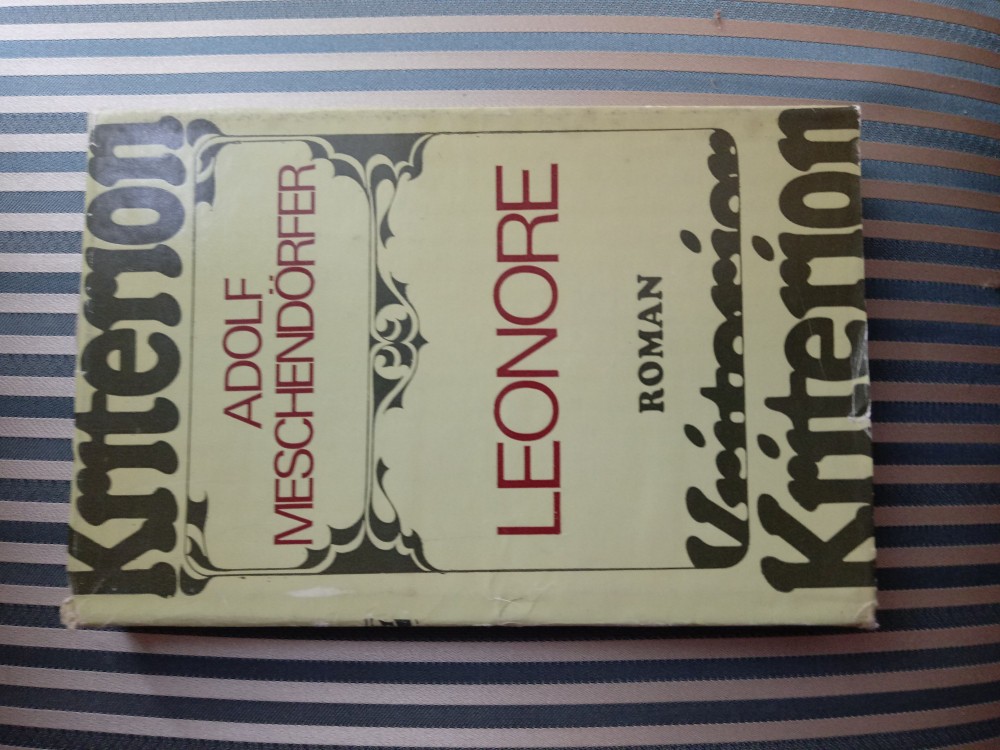 Kriterion
ADOLF
MESCHENDÖRFER
LEONORE
ROMAN
Kriterion
Kriterion